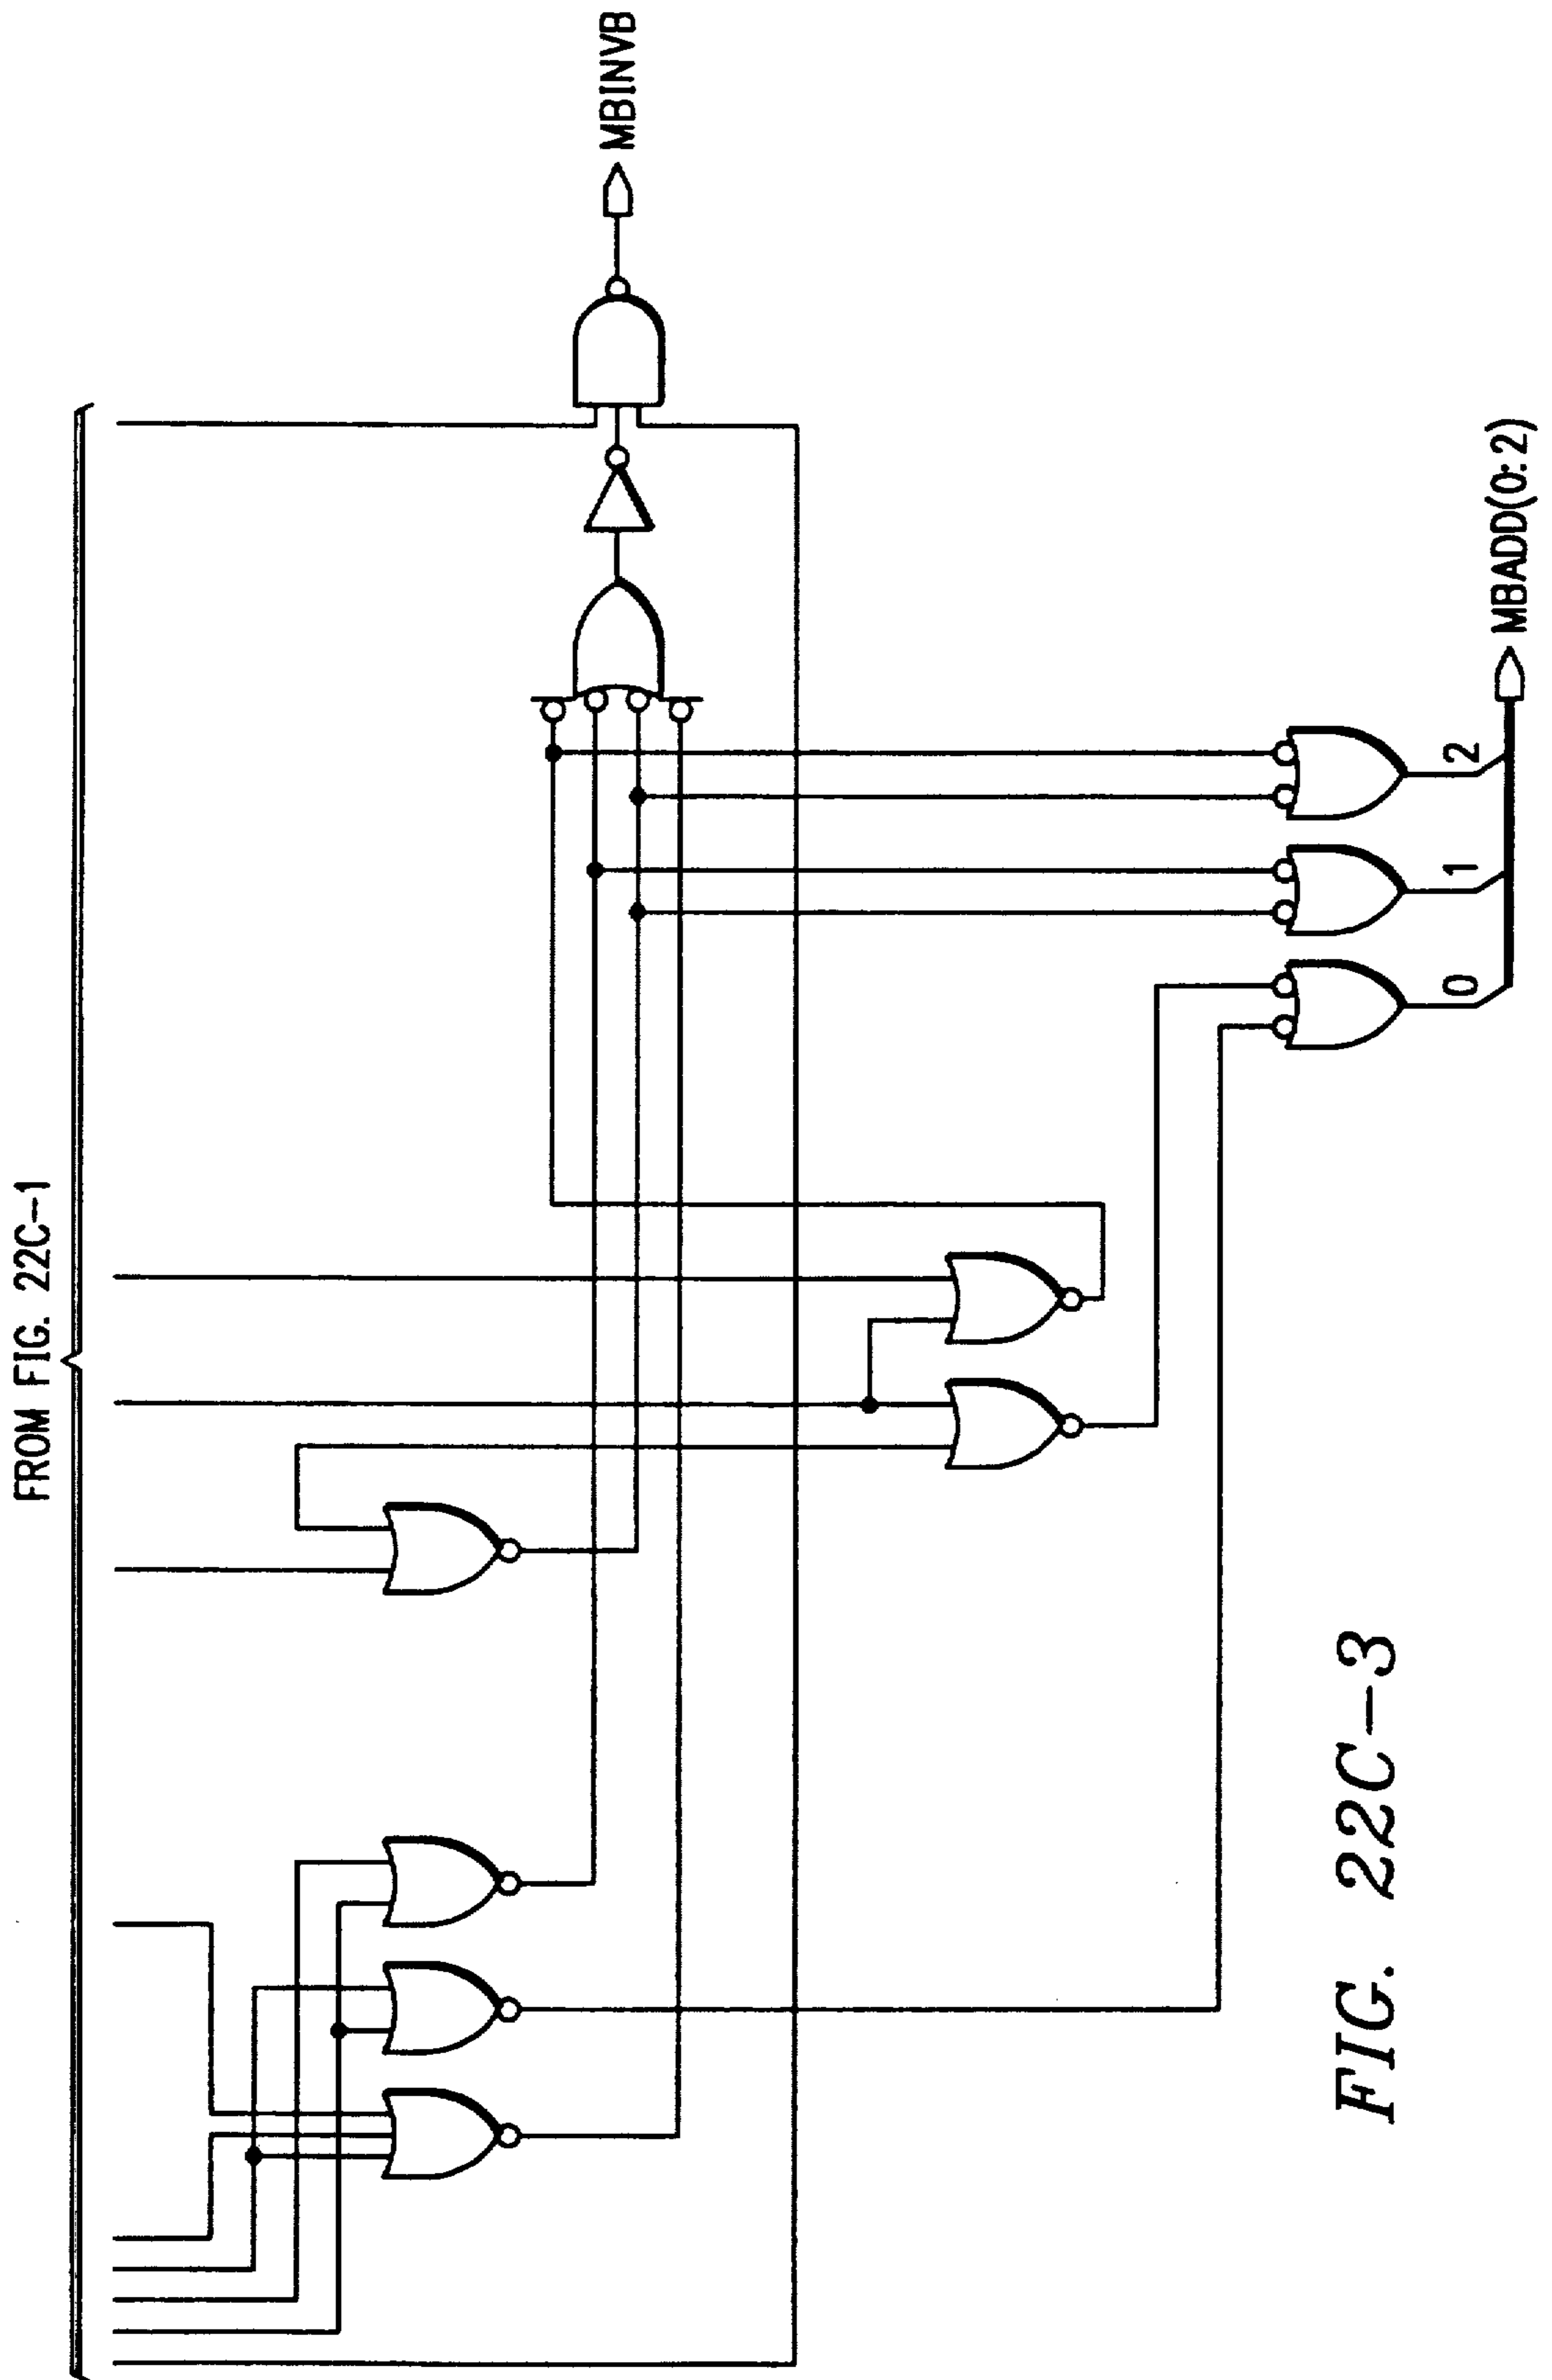 FROM FIG. 22C-1
MBINVB
2
1
0
MBADD(0:2)
FIG. 22C-3